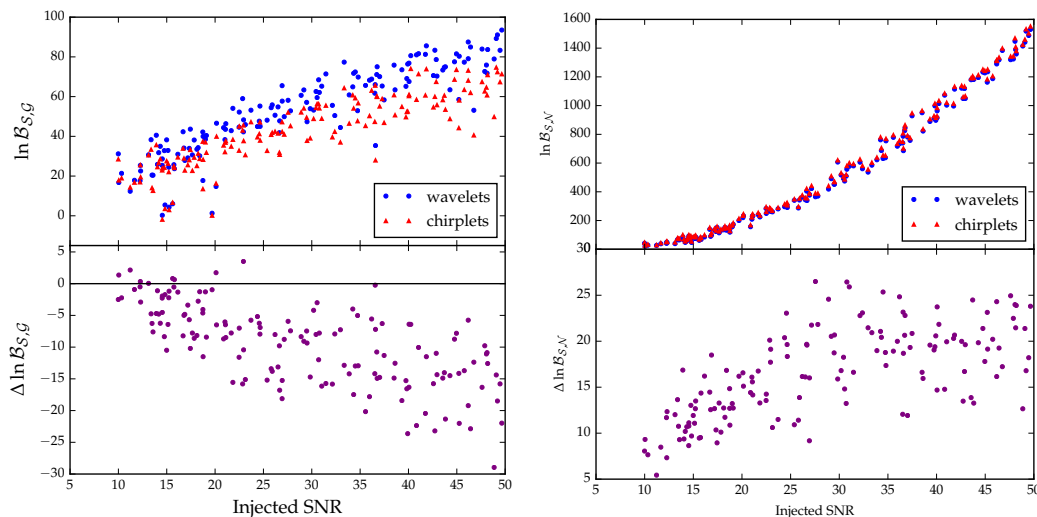 100
80
60
40
20
0
ln B_{S,G}
wavelets
chirplets
5
0
−5
−10
−15
−20
−25
−30
Δ ln B_{S,G}
5 10 15 20 25 30 35 40 45 50
Injected SNR
1600
1400
1200
1000
800
600
400
200
30
ln B_{S,N}
wavelets
chirplets
25
20
15
10
5
Δ ln B_{S,N}
5 10 15 20 25 30 35 40 45 50
Injected SNR